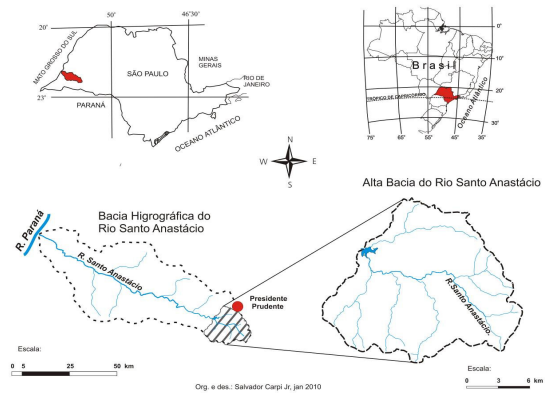 50°
46°30'
20°
23°
MATO GROSSO DO SUL
SÃO PAULO
MINAS
GERAIS
RIO DE
JANEIRO
PARANÁ
OCEANO ATLÂNTICO
0°
10°
20°
30°
Brasil
TRÓPICO DE CAPRICÓRNIO
Oceano Atlântico
75°
65°
55°
45°
35°
N
W
E
S
Bacia Higrográfica do
Rio Santo Anastácio
R. Paraná
R. Santo Anastácio
Presidente
Prudente
Escala:
0 5 25 50 km
Alta Bacia do Rio Santo Anastácio
R.Santo Anastácio.
Escala:
0 3 6 km
Org. e des.: Salvador Carpi Jr, jan 2010